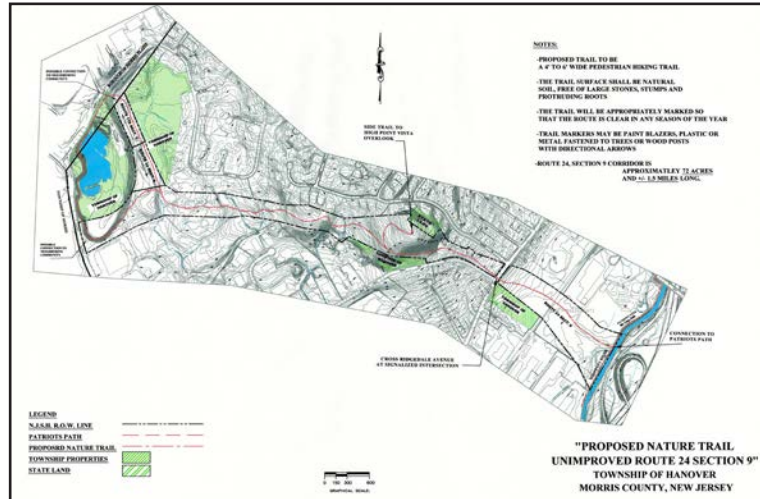 NOTES:
-PROPOSED TRAIL TO BE
A 4' TO 6' WIDE PEDESTRIAN HIKING TRAIL
-THE TRAIL SURFACE SHALL BE NATURAL
SOIL, FREE OF LARGE STONES, STUMPS AND
PROTRUDING ROOTS
-THE TRAIL WILL BE APPROPRIATELY MARKED SO
THAT THE ROUTE IS CLEAR IN ANY SEASON OF THE YEAR
-TRAIL MARKERS MAY BE PAINT BLAZERS, PLASTIC OR
METAL FASTENED TO TREES OR WOOD POSTS
WITH DIRECTIONAL ARROWS
-ROUTE 24, SECTION 9 CORRIDOR IS
APPROXIMATLEY 72 ACRES
AND +/- 1.5 MILES LONG.
SIDE TRAIL TO
HIGH POINT VISTA
OVERLOOK
CONNECTION TO
PATRIOTS PATH
CROSS RIDGEDALE AVENUE
AT SIGNALIZED INTERSECTION
LEGEND
N.J.S.H. R.O.W. LINE
PATRIOTS PATH
PROPOSRD NATURE TRAIL
TOWNSHIP PROPERTIES
STATE LAND
GRAPHICAL SCALE
"PROPOSED NATURE TRAIL
UNIMPROVED ROUTE 24 SECTION 9"
TOWNSHIP OF HANOVER
MORRIS COUNTY, NEW JERSEY